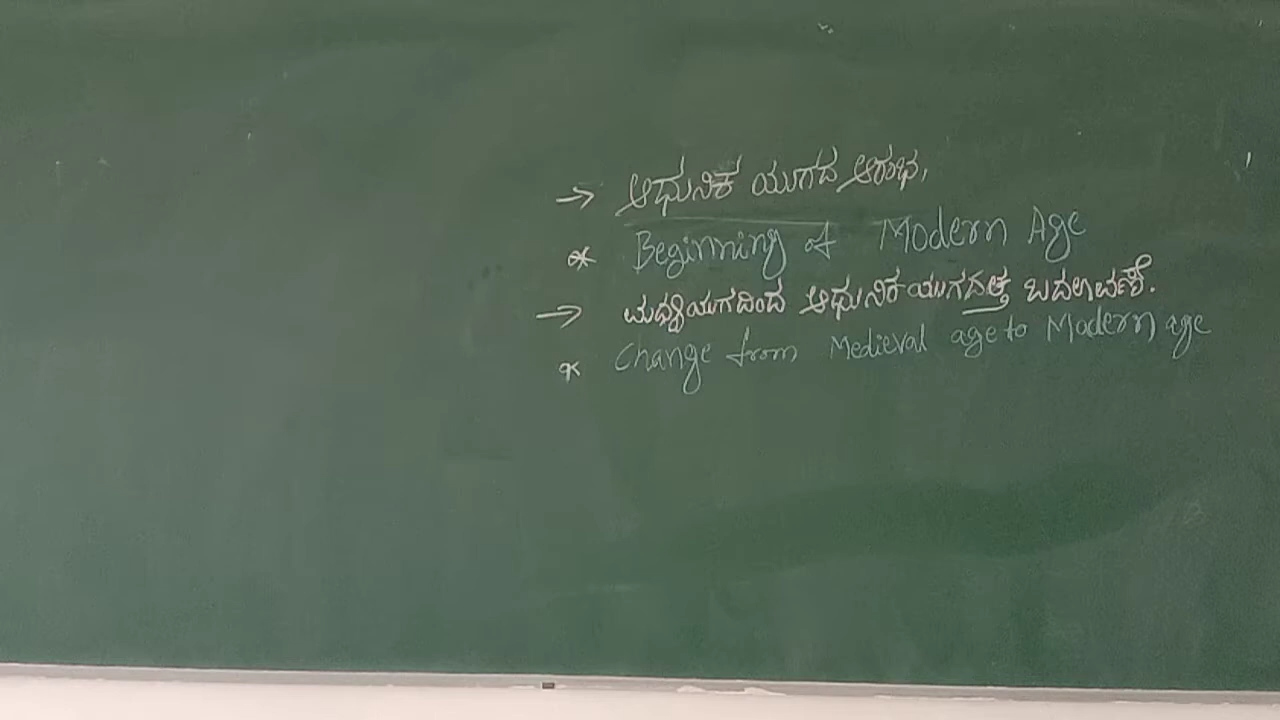 → ಆಧುನಿಕ ಯುಗದ ಆರಂಭ,
* Beginning of Modern Age
→ ಮಧ್ಯಯುಗದಿಂದ ಆಧುನಿಕ ಯುಗದತ್ತ ಬದಲಾವಣೆ.
* Change from Medieval age to Modern age